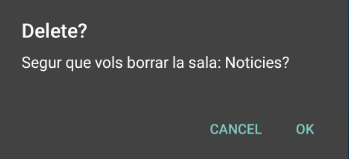 Delete?
Segur que vols borrar la sala: Noticies?
CANCEL OK